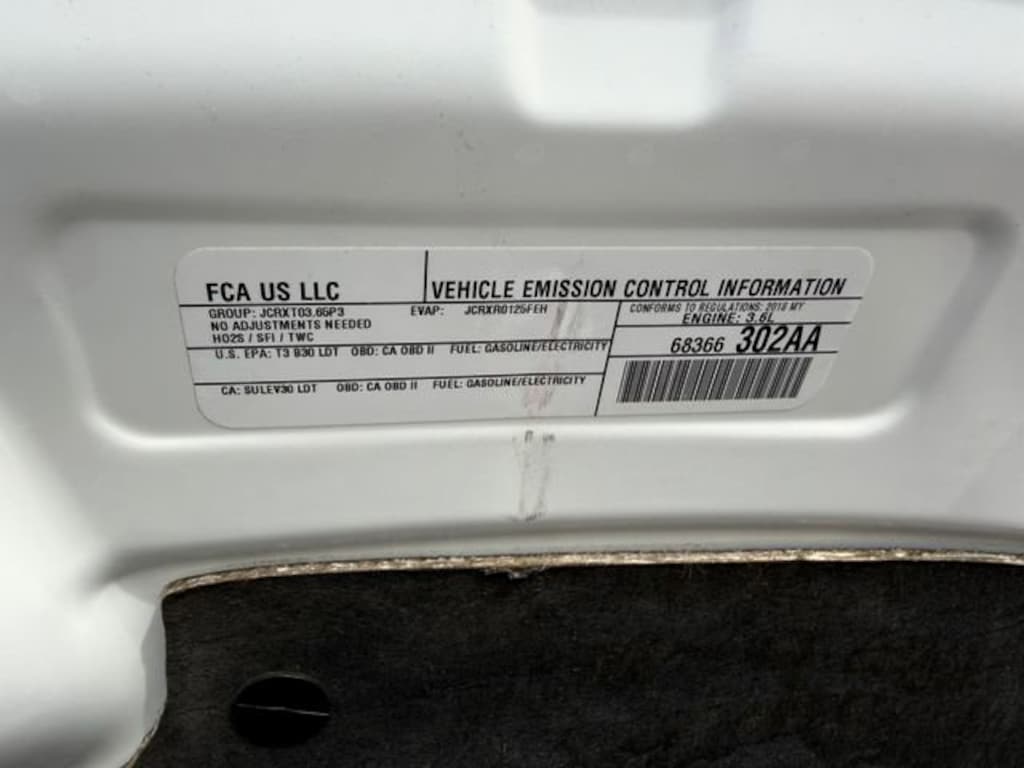 FCA US LLC
VEHICLE EMISSION CONTROL INFORMATION
GROUP: JCRXT03.65P3 EVAP: JCRXR0125FEH
NO ADJUSTMENTS NEEDED
HO2S / SFI / TWC
CONFORMS TO REGULATIONS: 2018 MY
ENGINE: 3.6L
U.S. EPA: T3 B30 LDT OBD: CA OBD II FUEL: GASOLINE/ELECTRICITY
68366 302AA
CA: SULEV30 LDT OBD: CA OBD II FUEL: GASOLINE/ELECTRICITY